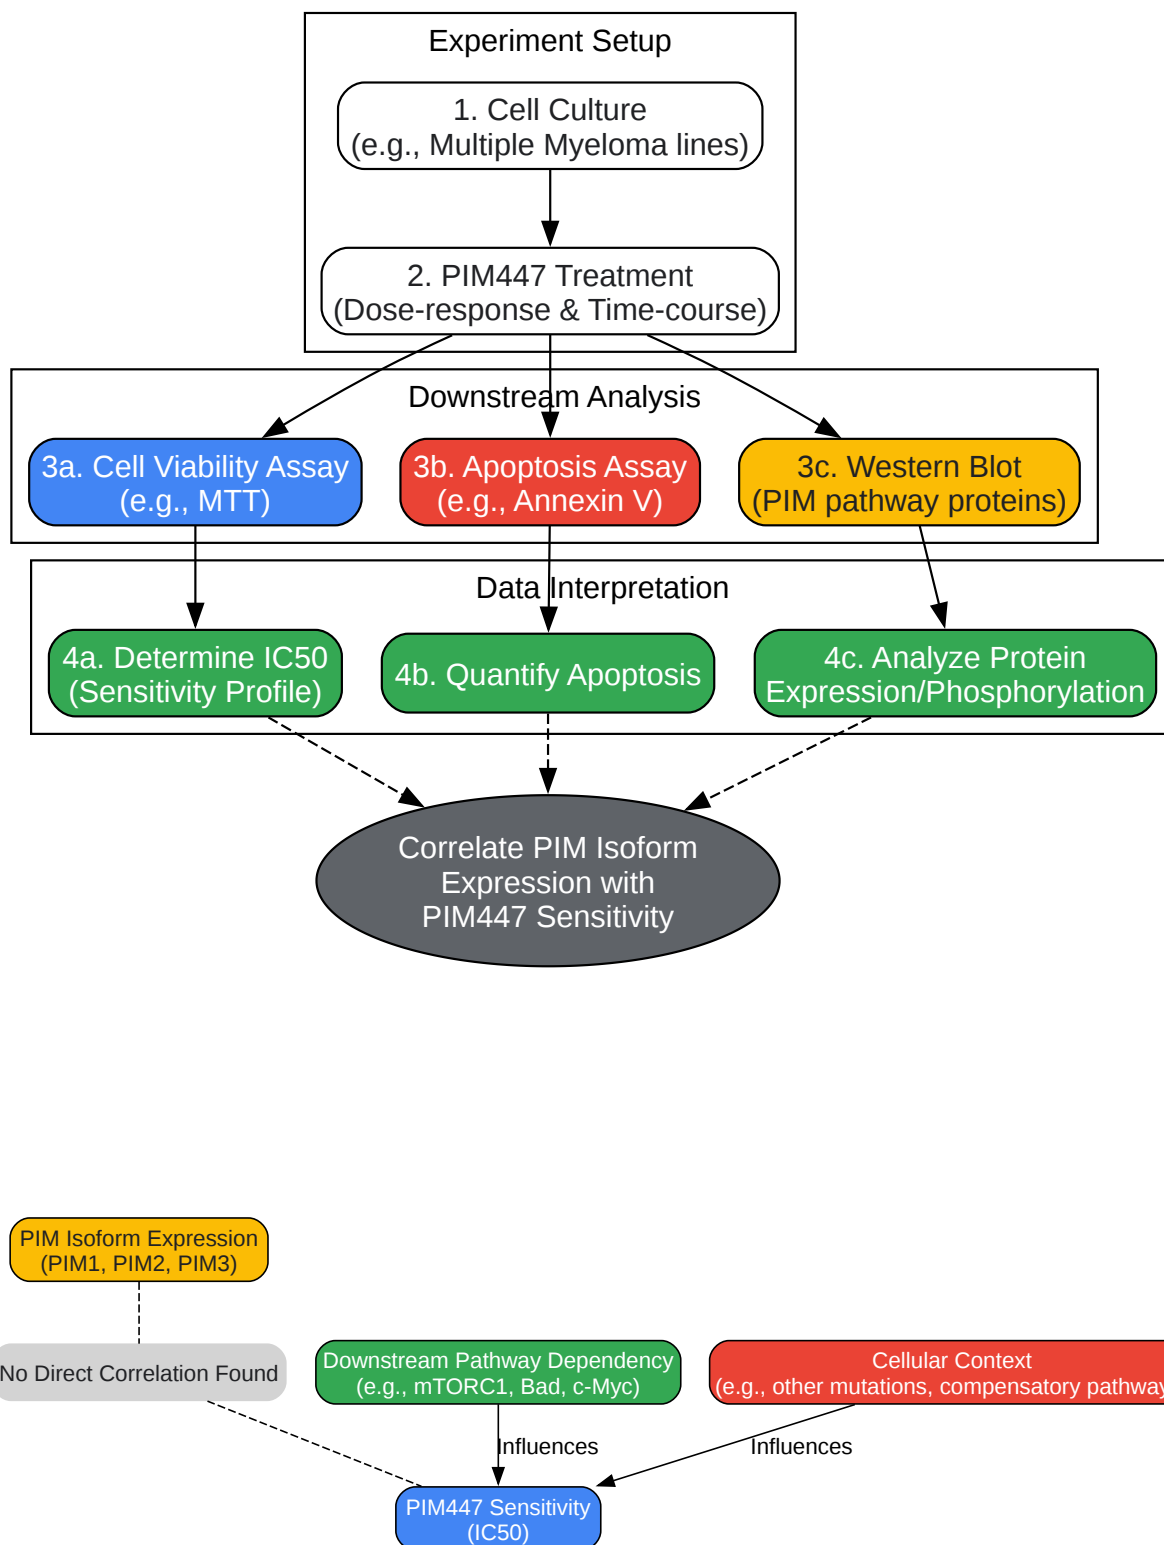 Experiment Setup
1. Cell Culture
(e.g., Multiple Myeloma lines)
2. PIM447 Treatment
(Dose-response & Time-course)
Downstream Analysis
3a. Cell Viability Assay
(e.g., MTT)
3b. Apoptosis Assay
(e.g., Annexin V)
3c. Western Blot
(PIM pathway proteins)
Data Interpretation
4a. Determine IC50
(Sensitivity Profile)
4b. Quantify Apoptosis
4c. Analyze Protein
Expression/Phosphorylation
Correlate PIM Isoform
Expression with
PIM447 Sensitivity
PIM Isoform Expression
(PIM1, PIM2, PIM3)
No Direct Correlation Found
Downstream Pathway Dependency
(e.g., mTORC1, Bad, c-Myc)
Cellular Context
(e.g., other mutations, compensatory pathway
Influences
Influences
PIM447 Sensitivity
(IC50)